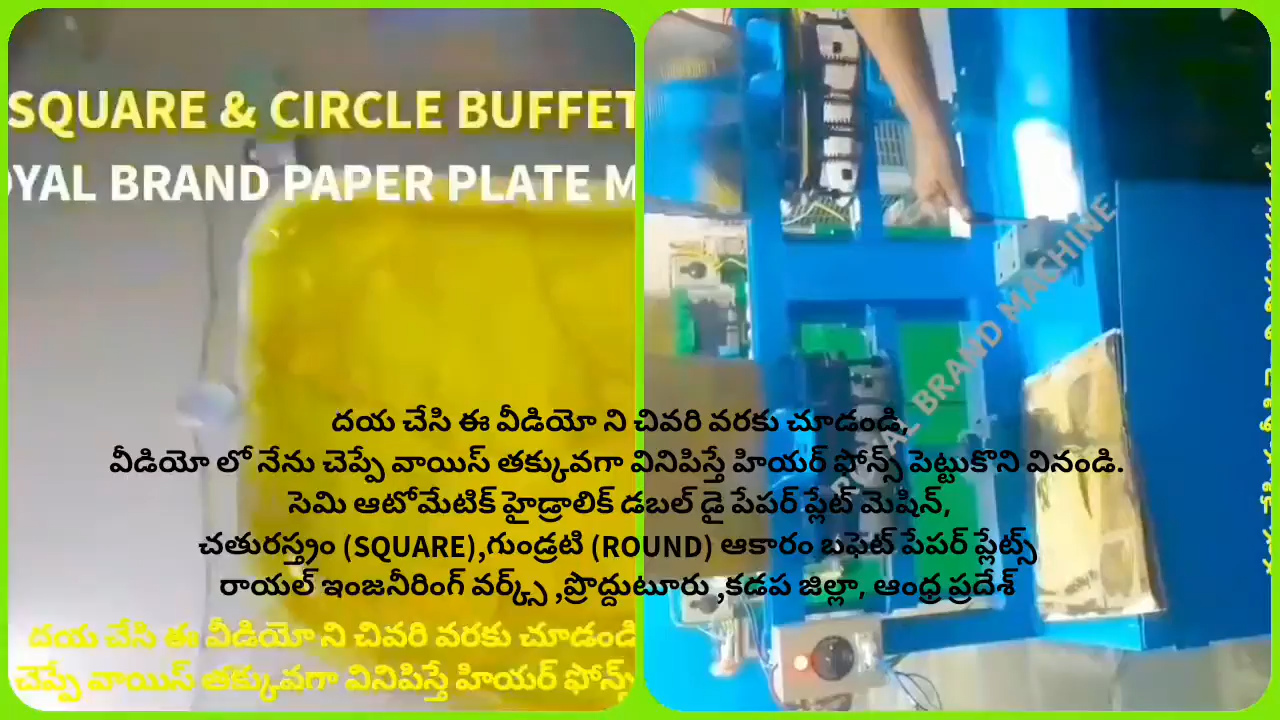 SQUARE & CIRCLE BUFFET
BRAND PAPER PLATE
ROYAL BRAND MACHINE
దయ చేసి ఈ వీడియో ని చివరి వరకు చూడండి,
వీడియో లో నేను చెప్పే వాయిస్ తక్కువగా వినిపిస్తే హియర్ ఫోన్స్ పెట్టుకొని వినండి.
సెమి ఆటోమేటిక్ హైడ్రాలిక్ డబల్ డై పేపర్ ప్లేట్ మెషిన్,
చతురస్త్రం (SQUARE),గుండ్రటి (ROUND) ఆకారం బఫెట్ పేపర్ ప్లేట్స్
రాయల్ ఇంజనీరింగ్ వర్క్స్ ,ప్రొద్దుటూరు ,కడప జిల్లా, ఆంధ్ర ప్రదేశ్
దయ చేసి ఈ వీడియో ని చివరి వరకు చూడండి
చెప్పే వాయిస్ తక్కువగా వినిపిస్తే హియర్ ఫోన్స్